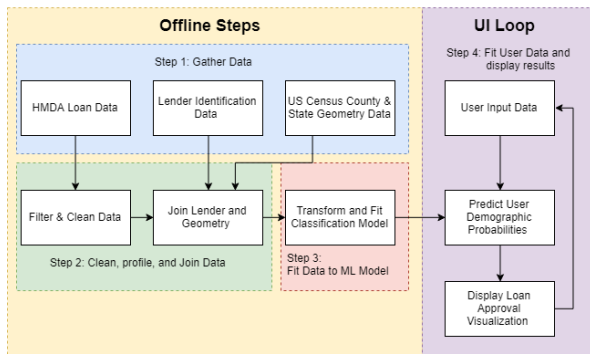 Offline Steps
UI Loop
Step 1: Gather Data
Step 4: Fit User Data and
display results
HMDA Loan Data
Lender Identification
Data
US Census County &
State Geometry Data
User Input Data
Filter & Clean Data
Join Lender and
Geometry
Transform and Fit
Classification Model
Predict User
Demographic
Probabilities
Step 2: Clean, profile, and Join Data
Step 3:
Fit Data to ML Model
Display Loan
Approval
Visualization